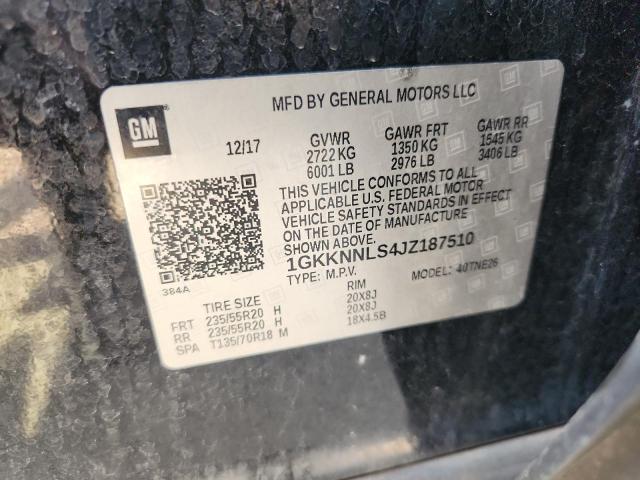 MFD BY GENERAL MOTORS LLC
GM
12/17 GVWR GAWR FRT GAWR RR
2722 KG 1350 KG 1545 KG
6001 LB 2976 LB 3406 LB
THIS VEHICLE CONFORMS TO ALL
APPLICABLE U.S. FEDERAL MOTOR
VEHICLE SAFETY STANDARDS IN EFFECT
ON THE DATE OF MANUFACTURE
SHOWN ABOVE.
1GKKNNLS4JZ187510
384A
TYPE: M.P.V. MODEL: 40TNE26
TIRE SIZE RIM
FRT 235/55R20 H 20X8J
RR 235/55R20 H 20X8J
SPA T135/70R18 M 18X4.5B